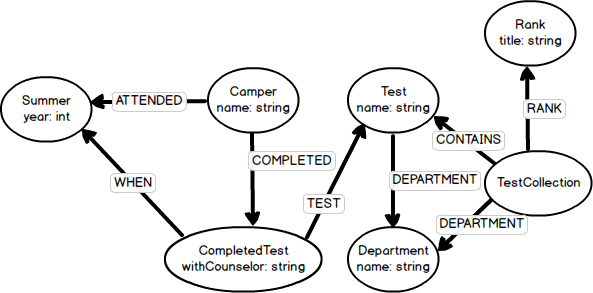 Rank
title: string
Summer
year: int
ATTENDED
Camper
name: string
Test
name: string
RANK
CONTAINS
COMPLETED
WHEN
DEPARTMENT
TestCollection
TEST
DEPARTMENT
CompletedTest
withCounselor: string
Department
name: string